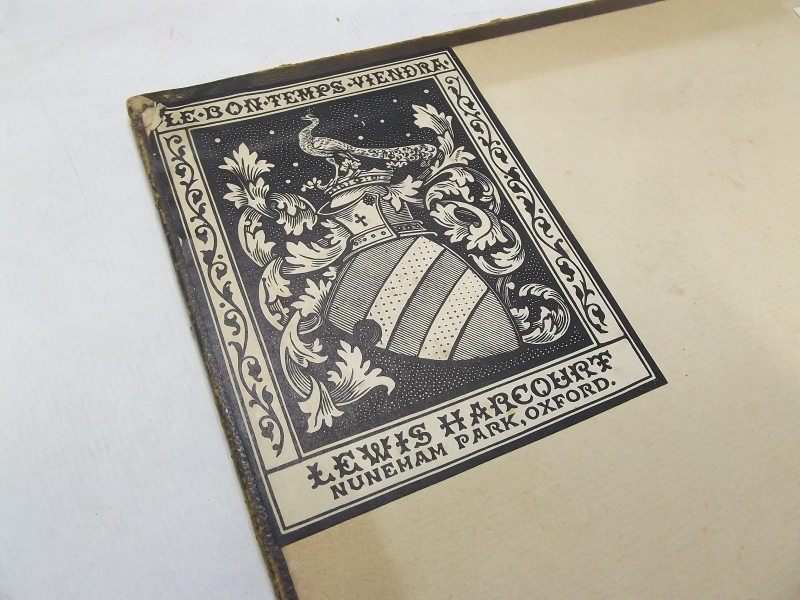 LE·BON·TEMPS·VIENDRA·
LEWIS HARCOURT
NUNEHAM PARK, OXFORD.